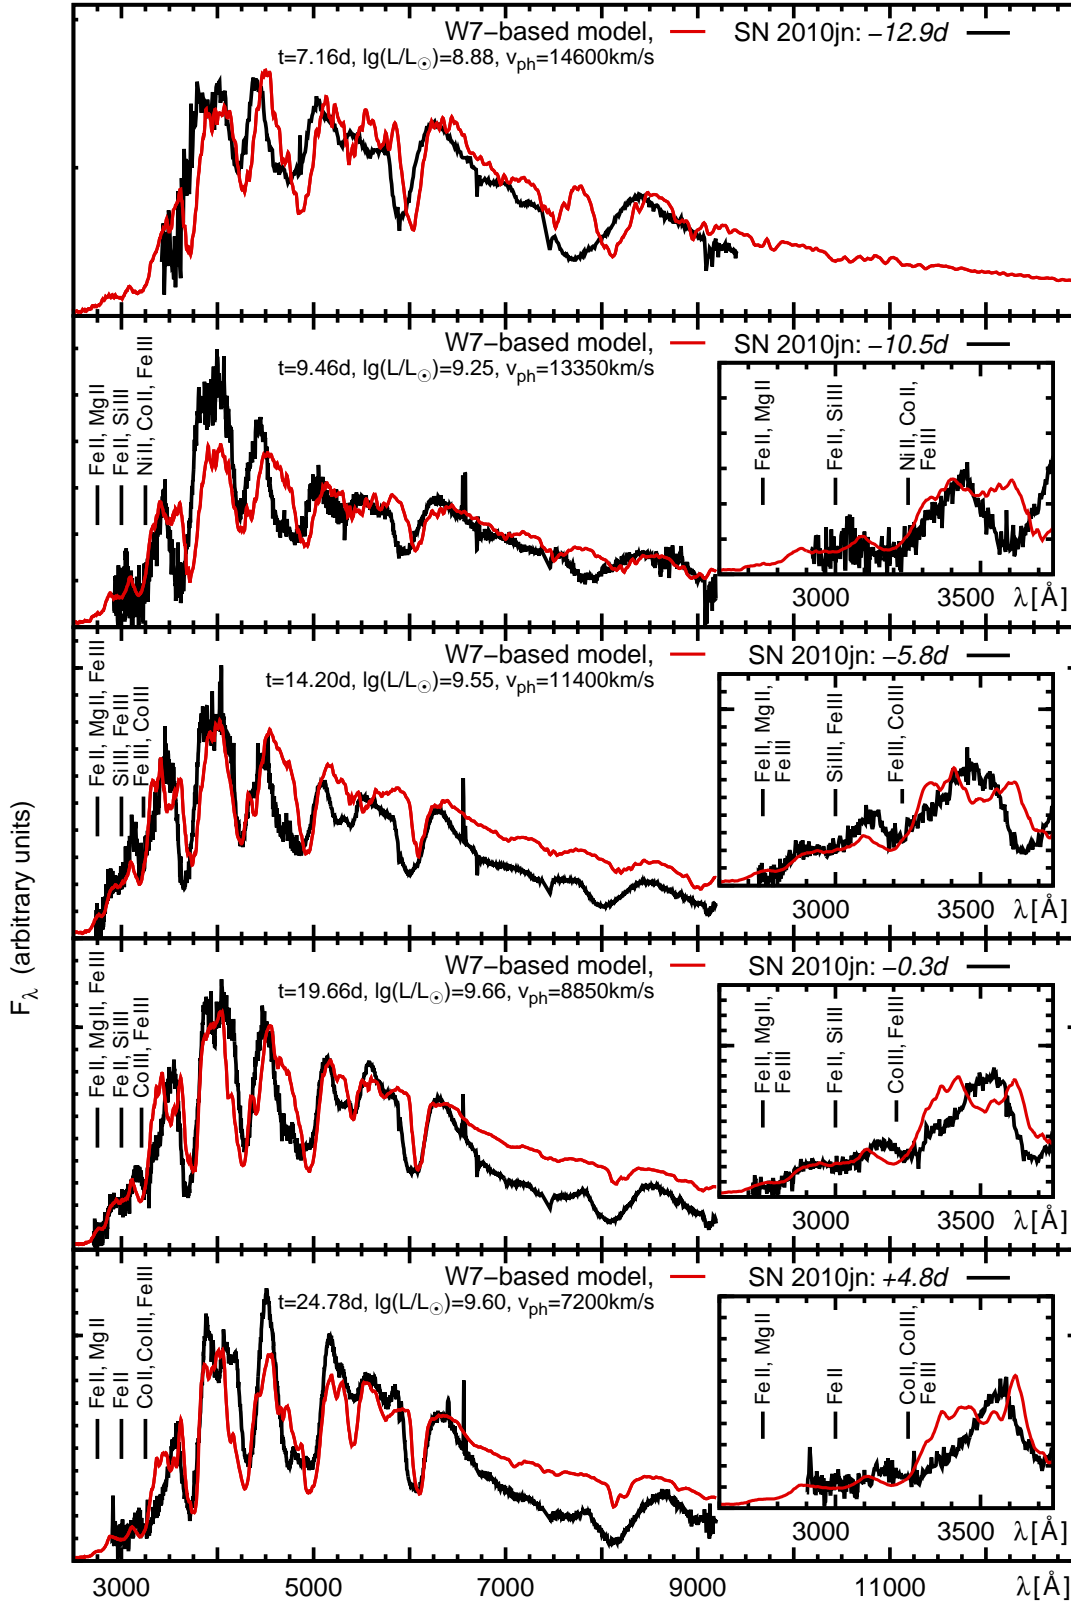 W7−based model, SN 2010jn: −12.9d
t=7.16d, lg(L/L☉)=8.88, vph=14600km/s
W7−based model, SN 2010jn: −10.5d
t=9.46d, lg(L/L☉)=9.25, vph=13350km/s
Fe II, Mg II
Fe II, Si III
Ni II, Co II, Fe III
Fe II, Mg II
Fe II, Si III
Ni II, Co II,
Fe III
3000 3500 λ[Å]
W7−based model, SN 2010jn: −5.8d
t=14.20d, lg(L/L☉)=9.55, vph=11400km/s
Fe II, Mg II, Fe III
Si III, Fe III
Fe III, Co III
Fe II, Mg II,
Fe III
Si III, Fe III
Fe III, Co III
3000 3500 λ[Å]
Fλ (arbitrary units)
W7−based model, SN 2010jn: −0.3d
t=19.66d, lg(L/L☉)=9.66, vph=8850km/s
Fe II, Mg II, Fe III
Fe II, Si III
Co III, Fe III
Fe II, Mg II,
Fe III
Fe II, Si III
Co III, Fe III
3000 3500 λ[Å]
W7−based model, SN 2010jn: +4.8d
t=24.78d, lg(L/L☉)=9.60, vph=7200km/s
Fe II, Mg II
Fe II
Co II, Co III, Fe III
Fe II, Mg II
Fe II
Co II, Co III,
Fe III
3000 3500 λ[Å]
3000 5000 7000 9000 11000 λ[Å]